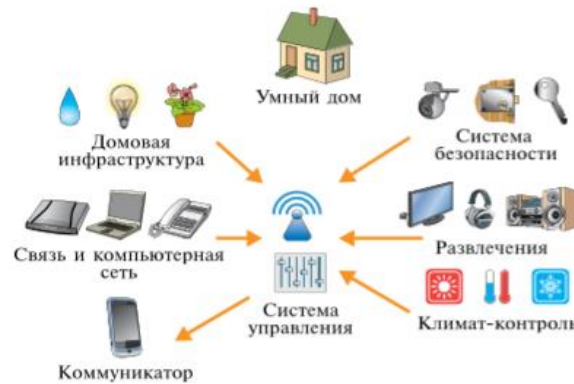 Умный дом
Домовая
инфраструктура
Система
безопасности
Связь и компьютерная
сеть
Развлечения
Система
управления
Климат-контроль
Коммуникатор